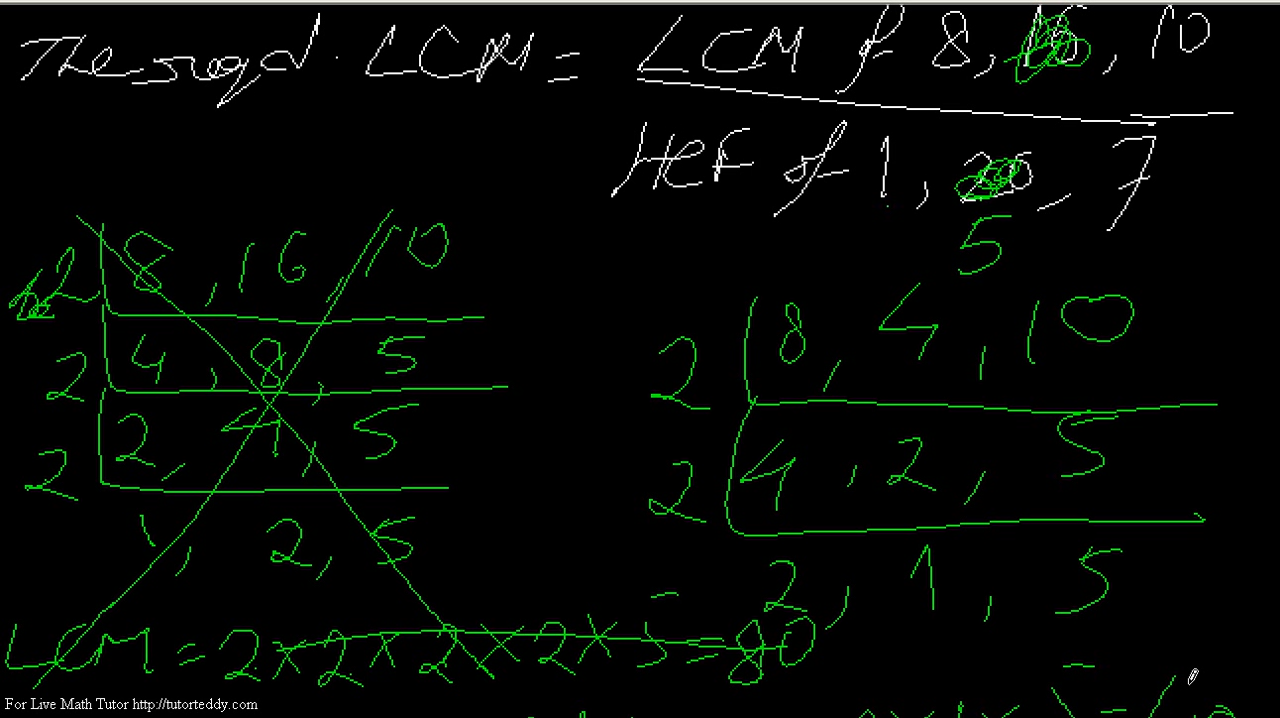 The reqd. LCM = LCM of 8, , 10
HCF of 1, , 7
5
2 8, 16, 10
2 4, 8, 5
2 2, 4, 5
1, 2, 5
LCM = 2 x 2 x 2 x 2 x 5 = 80
2 8, 4, 10
2 4, 2, 5
2, 1, 5
For Live Math Tutor http://tutorteddy.com